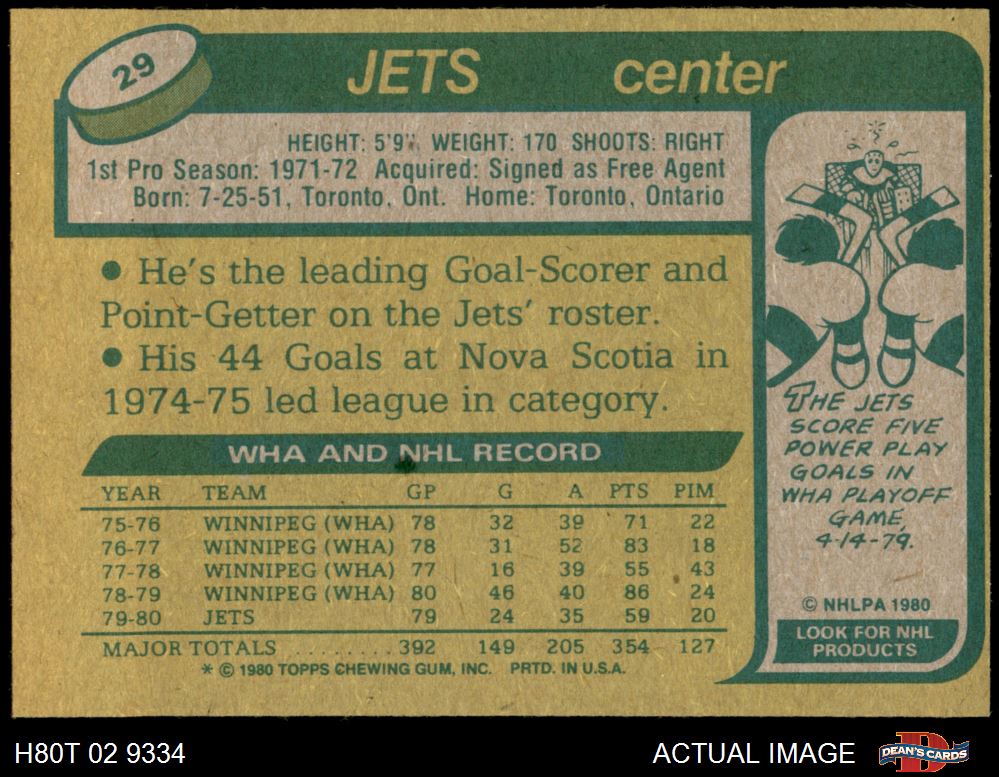 29
JETS center
HEIGHT: 5'9". WEIGHT: 170 SHOOTS: RIGHT
1st Pro Season: 1971-72 Acquired: Signed as Free Agent
Born: 7-25-51, Toronto, Ont. Home: Toronto, Ontario
• He's the leading Goal-Scorer and
Point-Getter on the Jets' roster.
• His 44 Goals at Nova Scotia in
1974-75 led league in category.
WHA AND NHL RECORD
YEAR TEAM GP G A PTS PIM
75-76 WINNIPEG (WHA) 78 32 39 71 22
76-77 WINNIPEG (WHA) 78 31 52 83 18
77-78 WINNIPEG (WHA) 77 16 39 55 43
78-79 WINNIPEG (WHA) 80 46 40 86 24
79-80 JETS 79 24 35 59 20
MAJOR TOTALS ......... 392 149 205 354 127
* © 1980 TOPPS CHEWING GUM, INC. PRTD. IN U.S.A.
THE JETS
SCORE FIVE
POWER PLAY
GOALS IN
WHA PLAYOFF
GAME,
4-14-79.
© NHLPA 1980
LOOK FOR NHL
PRODUCTS
H80T 02 9334
ACTUAL IMAGE
DEAN'S CARDS